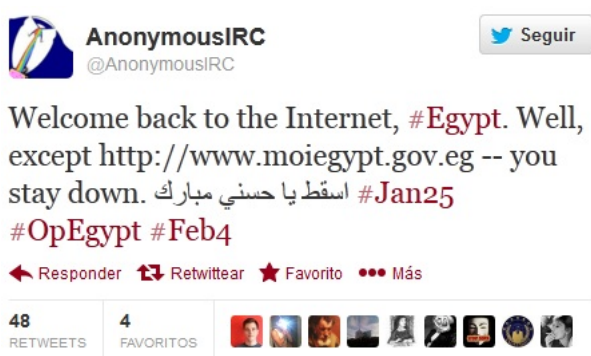 AnonymousIRC
@AnonymousIRC
Seguir
Welcome back to the Internet, #Egypt. Well,
except http://www.moiegypt.gov.eg -- you
stay down. اسقط يا حسني مبارك #Jan25
#OpEgypt #Feb4
Responder Retwittear Favorito Más
48 4
RETWEETS FAVORITOS